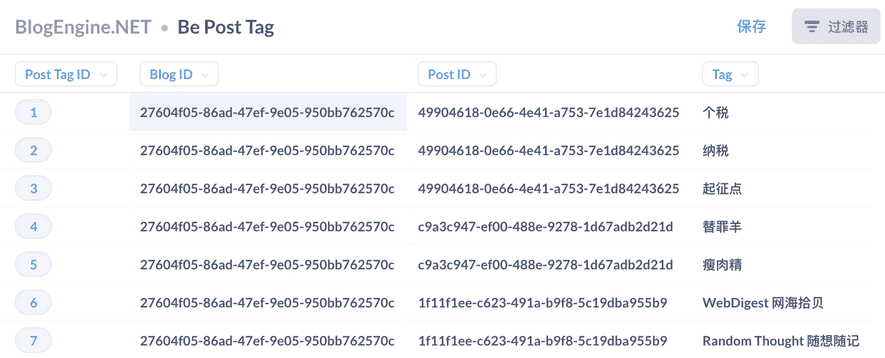 BlogEngine.NET • Be Post Tag 保存 过滤器
Post Tag ID Blog ID Post ID Tag
1 27604f05-86ad-47ef-9e05-950bb762570c 49904618-0e66-4e41-a753-7e1d84243625 个税
2 27604f05-86ad-47ef-9e05-950bb762570c 49904618-0e66-4e41-a753-7e1d84243625 纳税
3 27604f05-86ad-47ef-9e05-950bb762570c 49904618-0e66-4e41-a753-7e1d84243625 起征点
4 27604f05-86ad-47ef-9e05-950bb762570c c9a3c947-ef00-488e-9278-1d67adb2d21d 替罪羊
5 27604f05-86ad-47ef-9e05-950bb762570c c9a3c947-ef00-488e-9278-1d67adb2d21d 瘦肉精
6 27604f05-86ad-47ef-9e05-950bb762570c 1f11f1ee-c623-491a-b9f8-5c19dba955b9 WebDigest 网海拾贝
7 27604f05-86ad-47ef-9e05-950bb762570c 1f11f1ee-c623-491a-b9f8-5c19dba955b9 Random Thought 随想随记